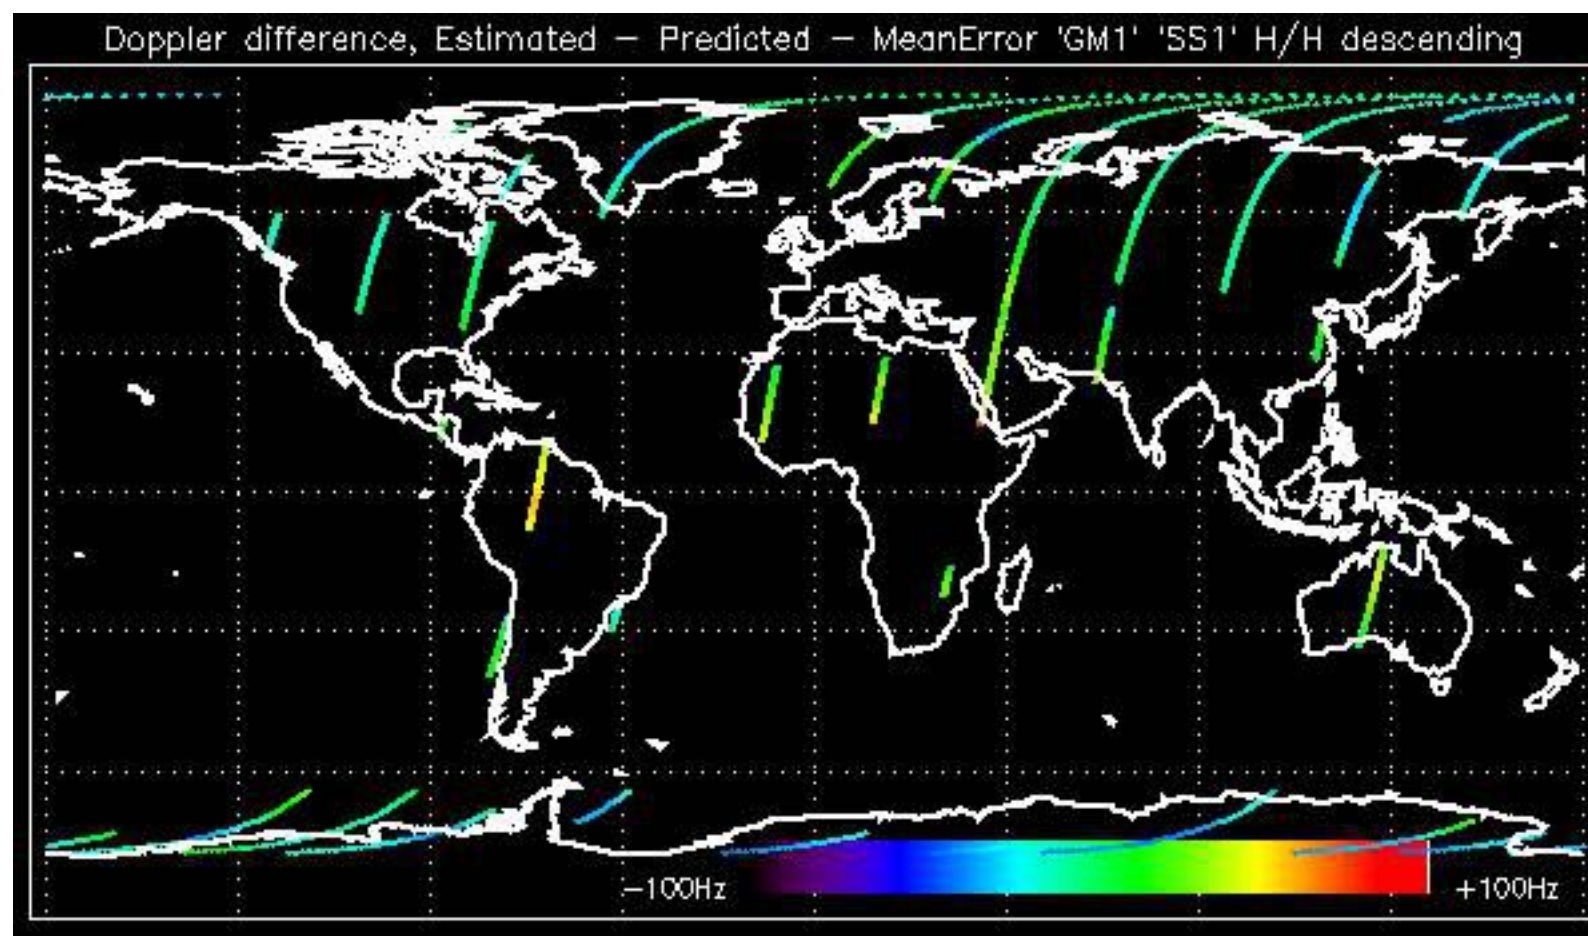 Doppler difference, Estimated – Predicted – MeanError 'GM1' 'SS1' H/H descending
–100Hz +100Hz